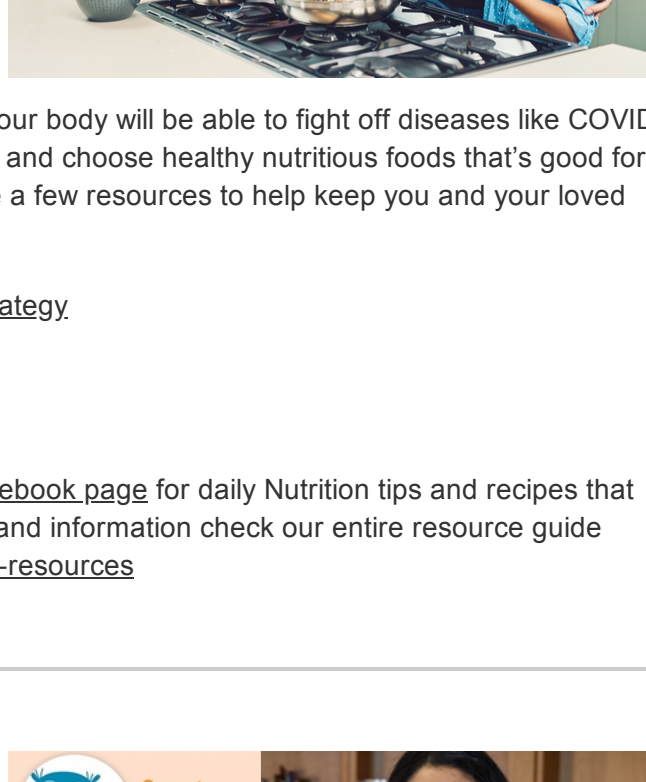 our body will be able to fight off diseases like COVID
and choose healthy nutritious foods that's good for
a few resources to help keep you and your loved
ategy
ebook page for daily Nutrition tips and recipes that
and information check our entire resource guide
-resources